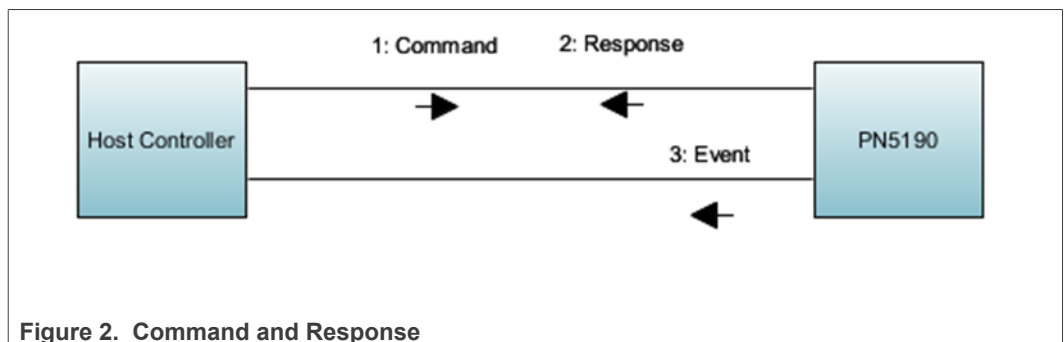 1: Command
2: Response
Host Controller
PN5190
3: Event
Figure 2. Command and Response